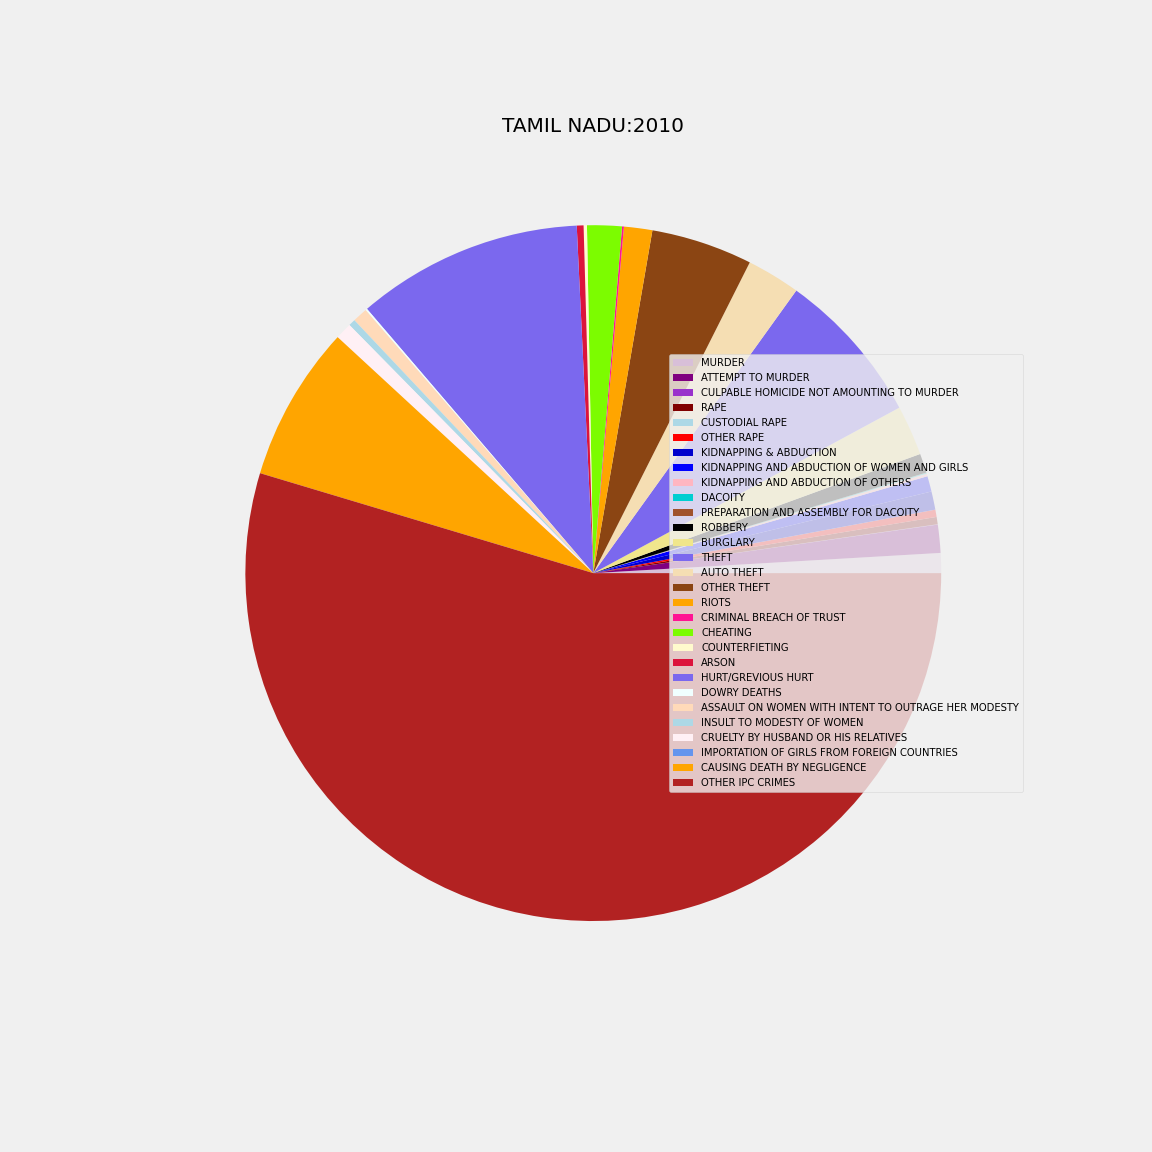 TAMIL NADU:2010
MURDER
ATTEMPT TO MURDER
CULPABLE HOMICIDE NOT AMOUNTING TO MURDER
RAPE
CUSTODIAL RAPE
OTHER RAPE
KIDNAPPING & ABDUCTION
KIDNAPPING AND ABDUCTION OF WOMEN AND GIRLS
KIDNAPPING AND ABDUCTION OF OTHERS
DACOITY
PREPARATION AND ASSEMBLY FOR DACOITY
ROBBERY
BURGLARY
THEFT
AUTO THEFT
OTHER THEFT
RIOTS
CRIMINAL BREACH OF TRUST
CHEATING
COUNTERFIETING
ARSON
HURT/GREVIOUS HURT
DOWRY DEATHS
ASSAULT ON WOMEN WITH INTENT TO OUTRAGE HER MODESTY
INSULT TO MODESTY OF WOMEN
CRUELTY BY HUSBAND OR HIS RELATIVES
IMPORTATION OF GIRLS FROM FOREIGN COUNTRIES
CAUSING DEATH BY NEGLIGENCE
OTHER IPC CRIMES